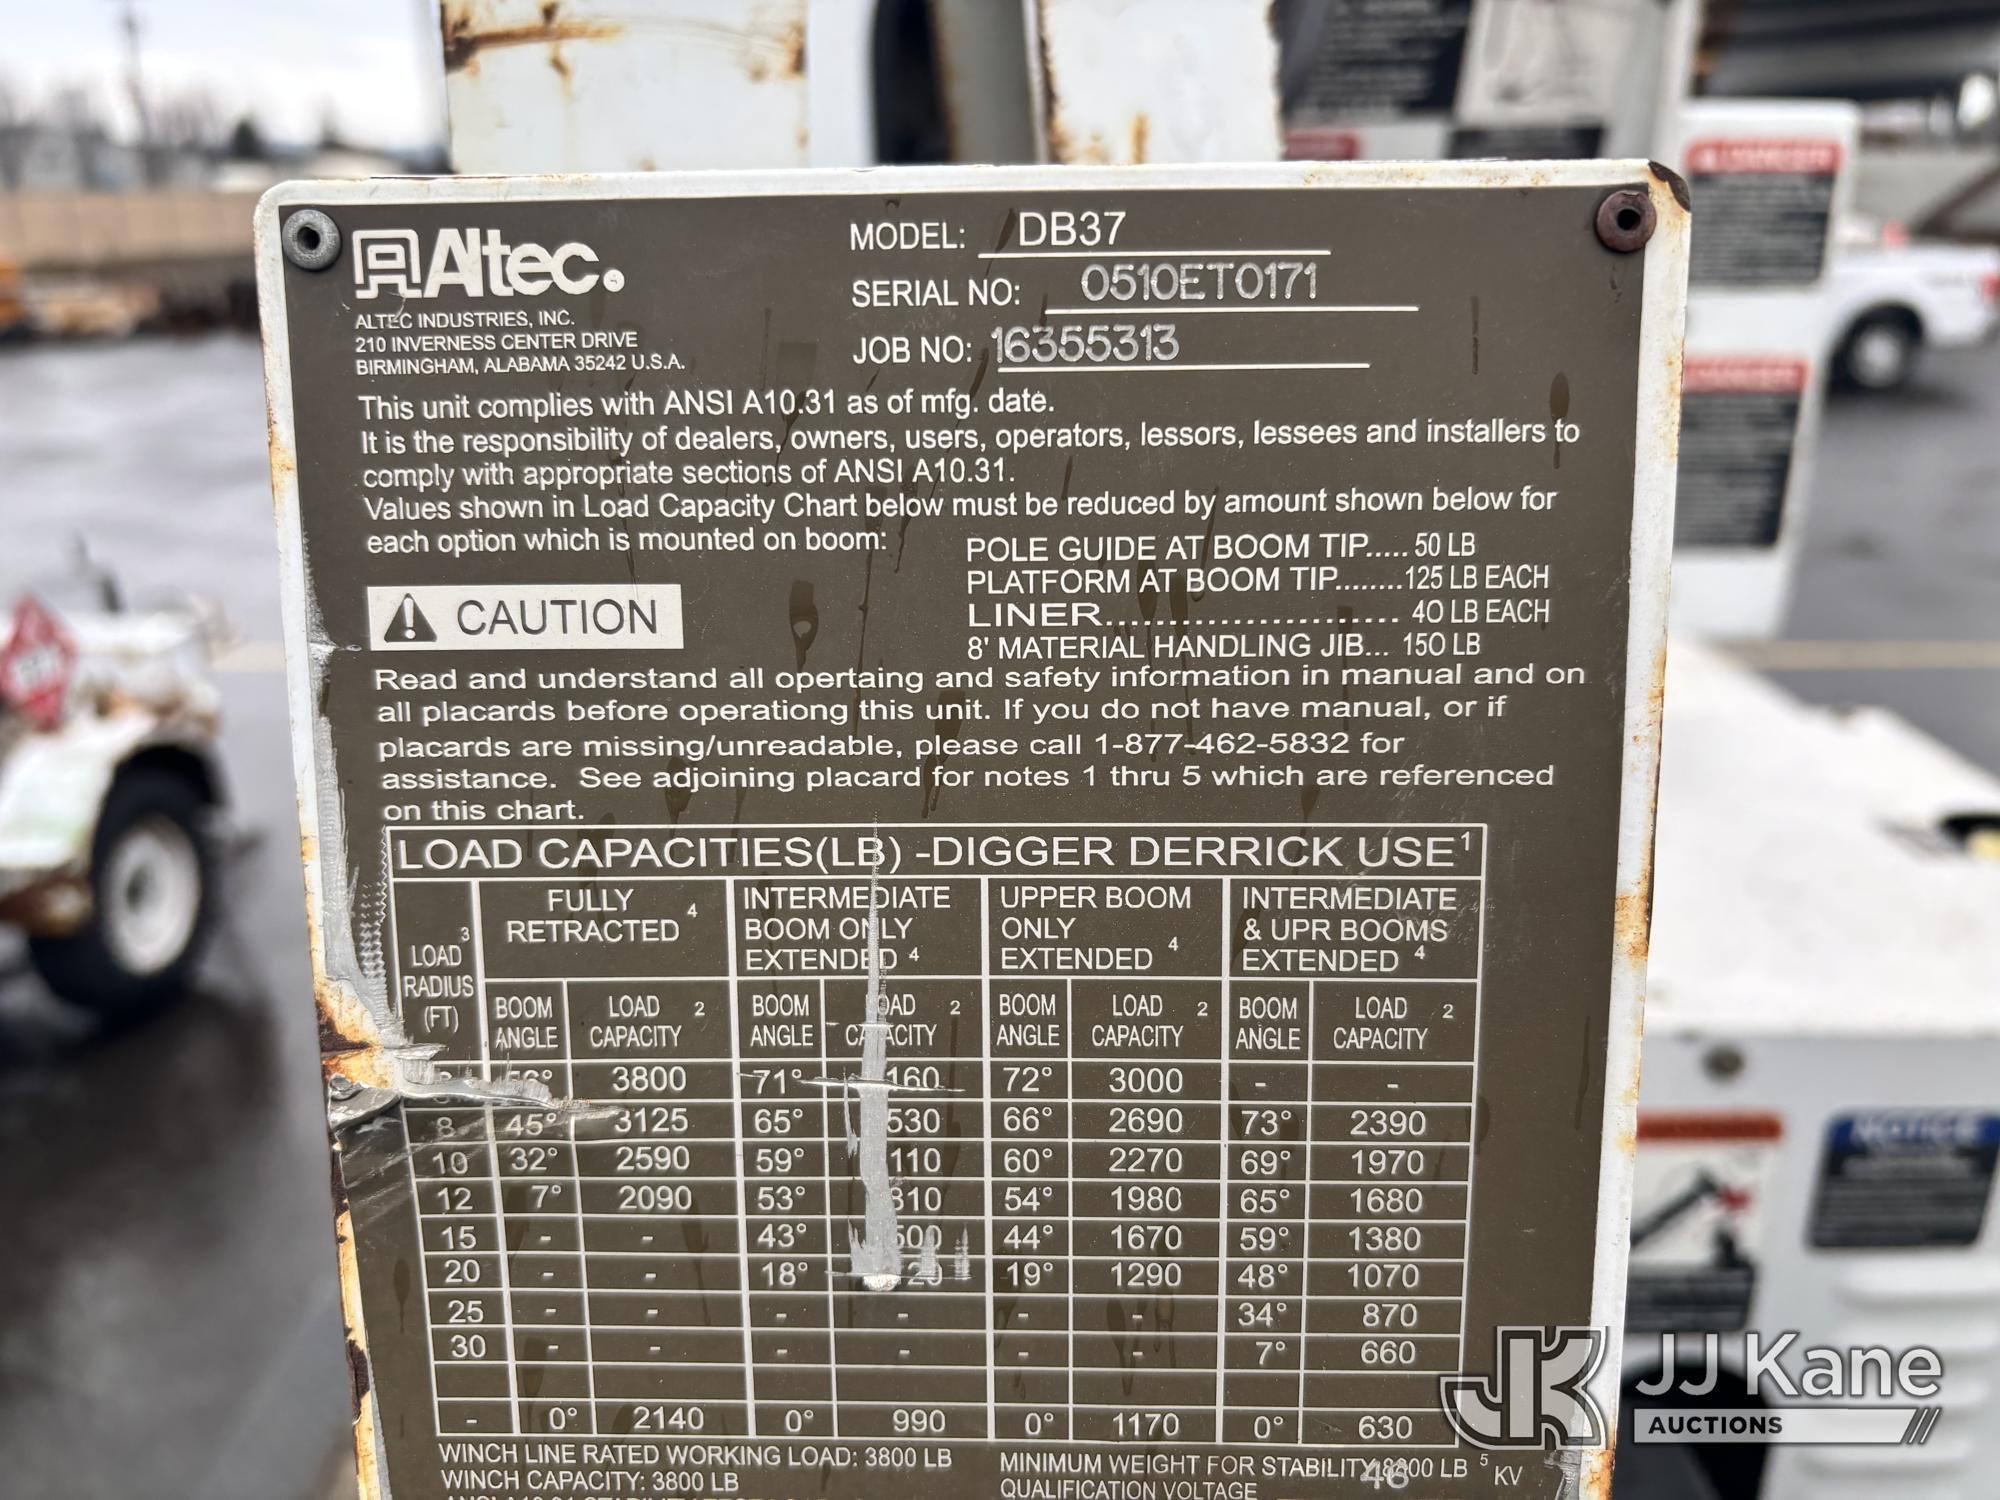 Altec.
ALTEC INDUSTRIES, INC.
210 INVERNESS CENTER DRIVE
BIRMINGHAM, ALABAMA 35242 U.S.A.
MODEL: DB37
SERIAL NO: 0510ET0171
JOB NO: 16355313
This unit complies with ANSI A10.31 as of mfg. date.
It is the responsibility of dealers, owners, users, operators, lessors, lessees and installers to
comply with appropriate sections of ANSI A10.31.
Values shown in Load Capacity Chart below must be reduced by amount shown below for
each option which is mounted on boom:
POLE GUIDE AT BOOM TIP..... 50 LB
PLATFORM AT BOOM TIP........125 LB EACH
LINER....................... 40 LB EACH
8' MATERIAL HANDLING JIB... 150 LB
CAUTION
Read and understand all opertaing and safety information in manual and on
all placards before operationg this unit. If you do not have manual, or if
placards are missing/unreadable, please call 1-877-462-5832 for
assistance. See adjoining placard for notes 1 thru 5 which are referenced
on this chart.
LOAD CAPACITIES(LB) -DIGGER DERRICK USE 1
LOAD 3 RADIUS (FT)
FULLY RETRACTED 4
INTERMEDIATE BOOM ONLY EXTENDED 4
UPPER BOOM ONLY EXTENDED 4
INTERMEDIATE & UPR BOOMS EXTENDED 4
BOOM ANGLE LOAD 2 CAPACITY BOOM ANGLE LOAD 2 CAPACITY BOOM ANGLE LOAD 2 CAPACITY BOOM ANGLE LOAD 2 CAPACITY
3800 71° 160 72° 3000 - -
8 45° 3125 65° 530 66° 2690 73° 2390
10 32° 2590 59° 110 60° 2270 69° 1970
12 7° 2090 53° 810 54° 1980 65° 1680
15 - - 43° 500 44° 1670 59° 1380
20 - - 18° 20 19° 1290 48° 1070
25 - - - - - - 34° 870
30 - - - - - - 7° 660
- 0° 2140 0° 990 0° 1170 0° 630
WINCH LINE RATED WORKING LOAD: 3800 LB
WINCH CAPACITY: 3800 LB
MINIMUM WEIGHT FOR STABILITY LB 5
QUALIFICATION VOLTAGE 46 KV
DANGER
NOTICE
JK
JJ Kane
AUCTIONS